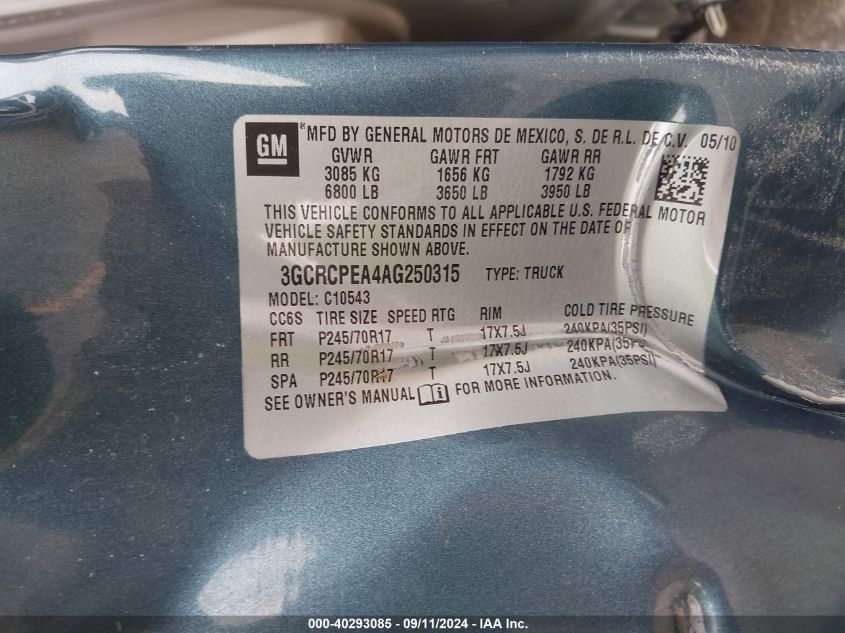 GM
® MFD BY GENERAL MOTORS DE MEXICO, S. DE R.L. DE C.V. 05/10
GVWR GAWR FRT GAWR RR
3085 KG 1656 KG 1792 KG
6800 LB 3650 LB 3950 LB
THIS VEHICLE CONFORMS TO ALL APPLICABLE U.S. FEDERAL MOTOR
VEHICLE SAFETY STANDARDS IN EFFECT ON THE DATE OF
MANUFACTURE SHOWN ABOVE.
3GCRCPEA4AG250315 TYPE: TRUCK
MODEL: C10543
CC6S TIRE SIZE SPEED RTG RIM COLD TIRE PRESSURE
FRT P245/70R17 T 17X7.5J 240KPA(35PSI)
RR P245/70R17 T 17X7.5J 240KPA(35PSI)
SPA P245/70R17 T 17X7.5J 240KPA(35PSI)
SEE OWNER'S MANUAL FOR MORE INFORMATION.
000-40293085 - 09/11/2024 - IAA Inc.